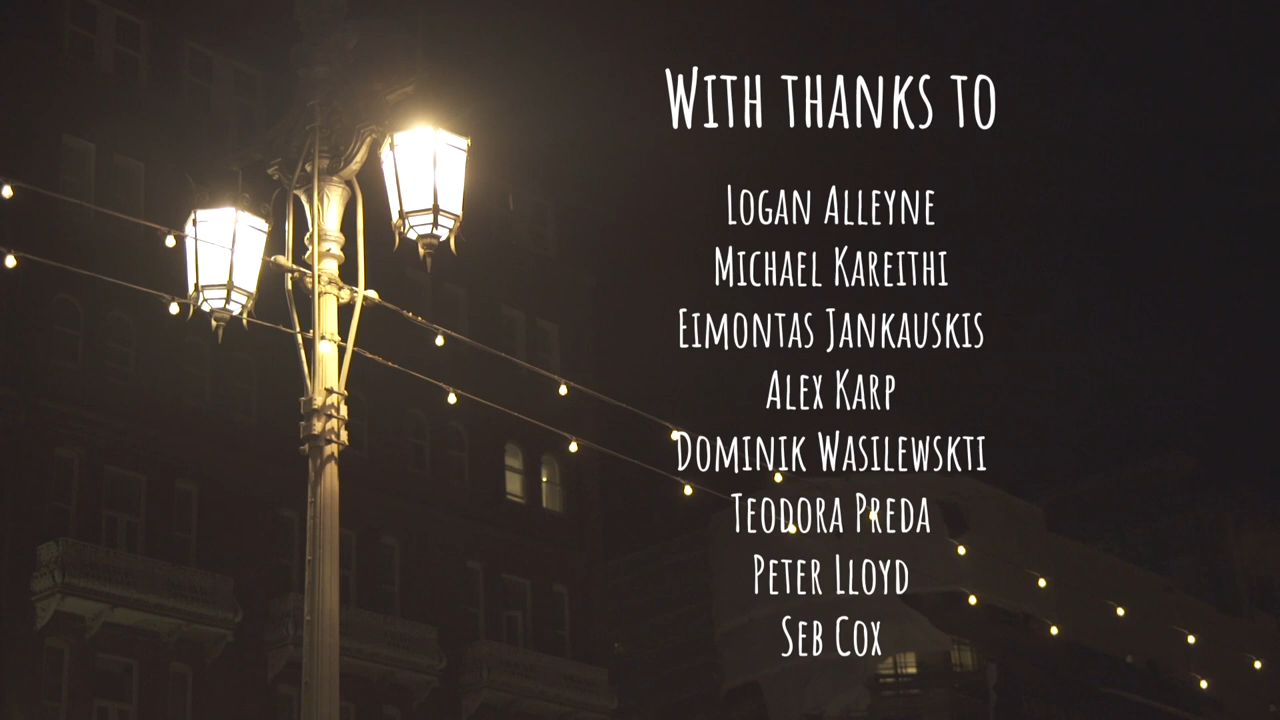 With thanks to
Logan Alleyne
Michael Kareithi
Eimontas Jankauskis
Alex Karp
Dominik Wasilewskti
Teodora Preda
Peter Lloyd
Seb Cox